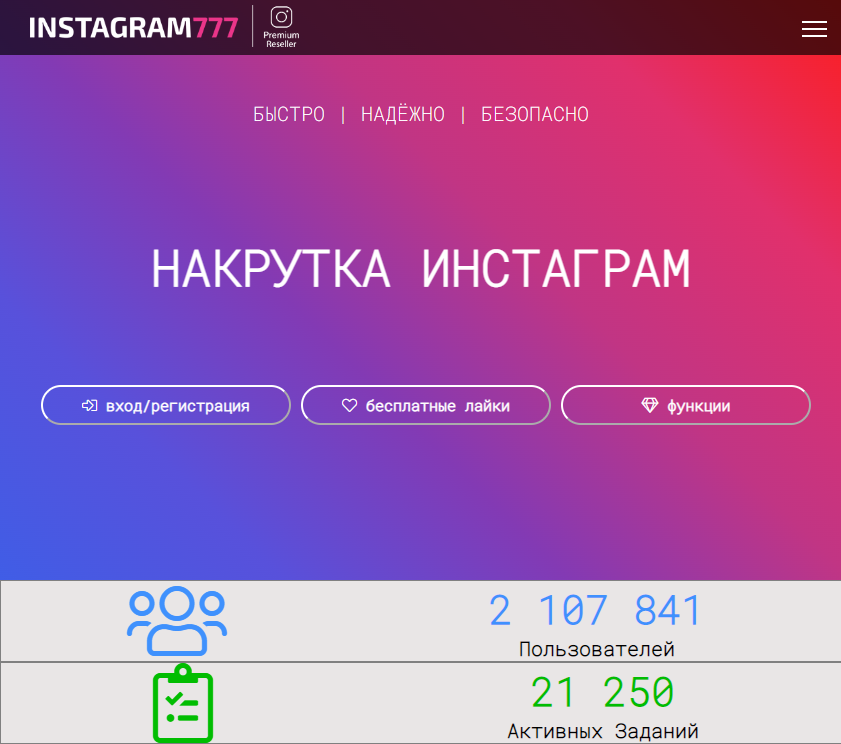 INSTAGRAM777
Premium
Reseller
БЫСТРО | НАДЁЖНО | БЕЗОПАСНО
НАКРУТКА ИНСТАГРАМ
вход/регистрация бесплатные лайки функции
2 107 841
Пользователей
21 250
Активных Заданий